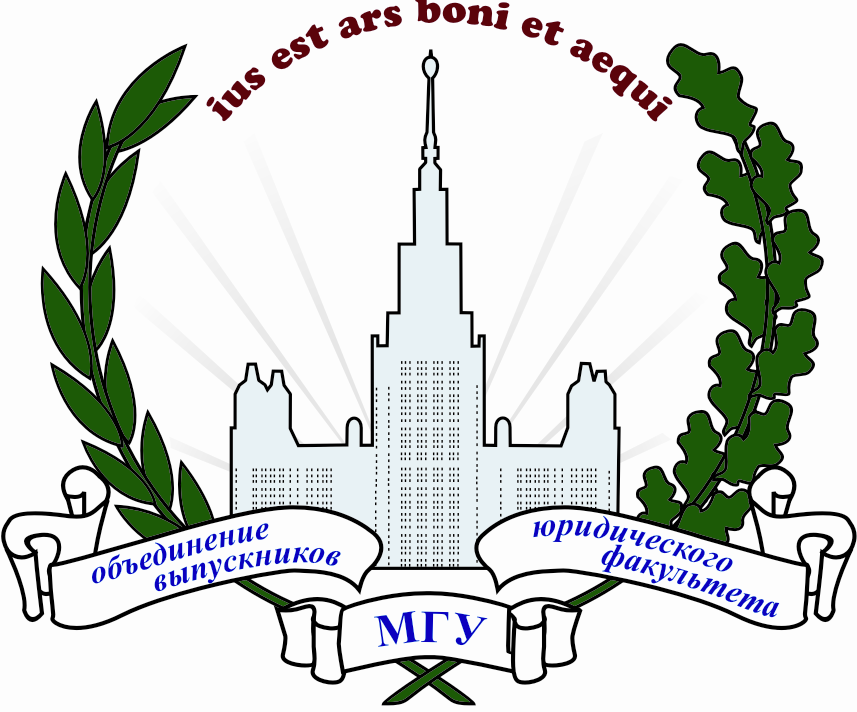 ius est ars boni et aequi
объединение
выпускников
юридического
факультета
МГУ